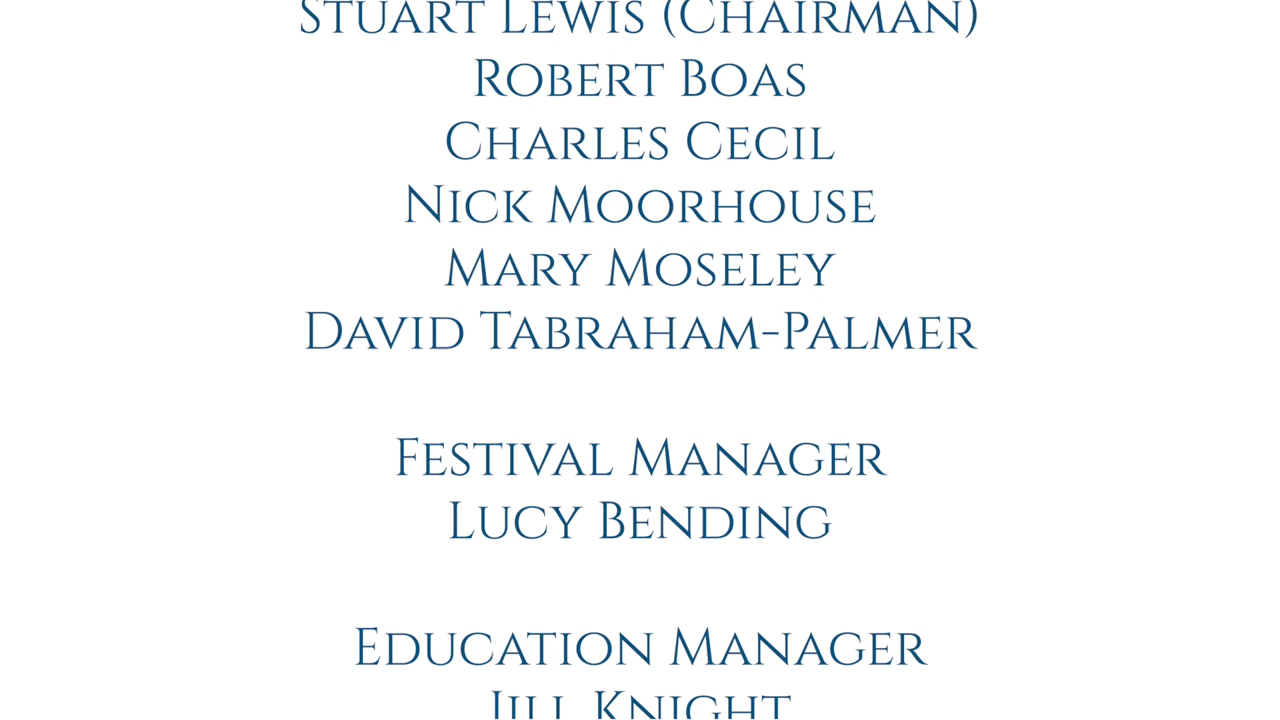 Stuart Lewis (Chairman)
Robert Boas
Charles Cecil
Nick Moorhouse
Mary Moseley
David Tabraham-Palmer
Festival Manager
Lucy Bending
Education Manager
Jill Knight